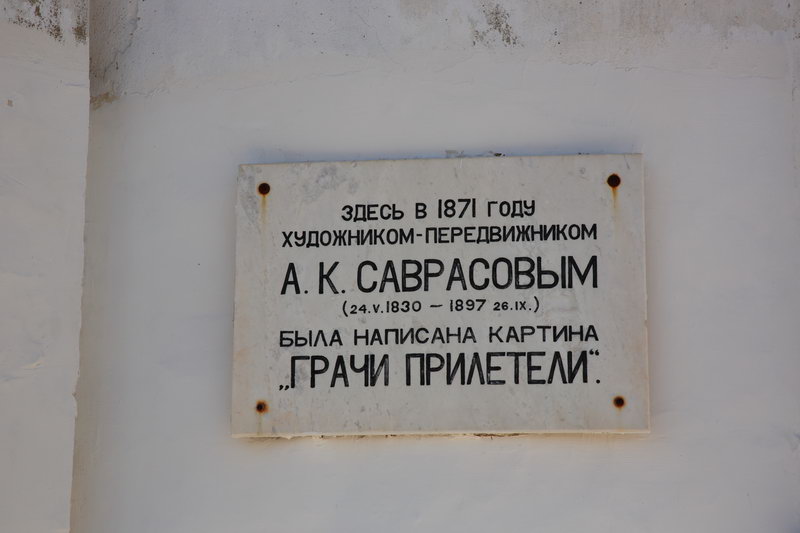 ЗДЕСЬ В 1871 ГОДУ
ХУДОЖНИКОМ-ПЕРЕДВИЖНИКОМ
А. К. САВРАСОВЫМ
(24.V.1830 – 1897 26.IX.)
БЫЛА НАПИСАНА КАРТИНА
„ГРАЧИ ПРИЛЕТЕЛИ“.